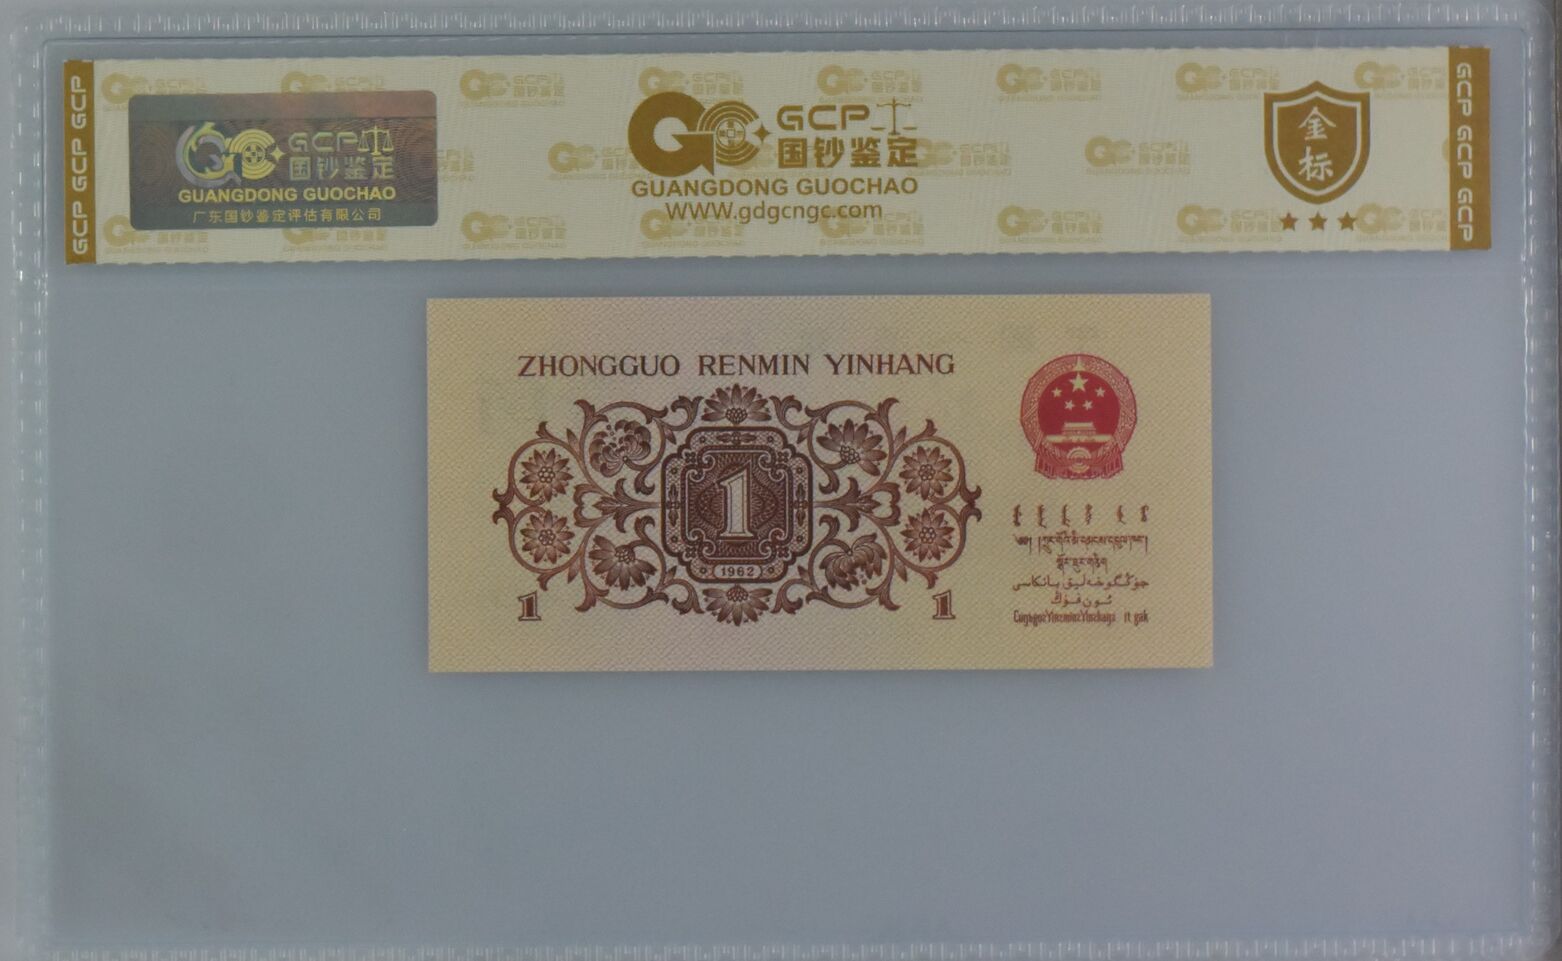 GCP GCP GCP
GCP 国钞鉴定
GUANGDONG GUOCHAO
广东国钞鉴定评估有限公司
GCP
国钞鉴定
GUANGDONG GUOCHAO
WWW.gdgcngc.com
金标
GCP GCP GCP
ZHONGGUO RENMIN YINHANG
1
1962
1
1